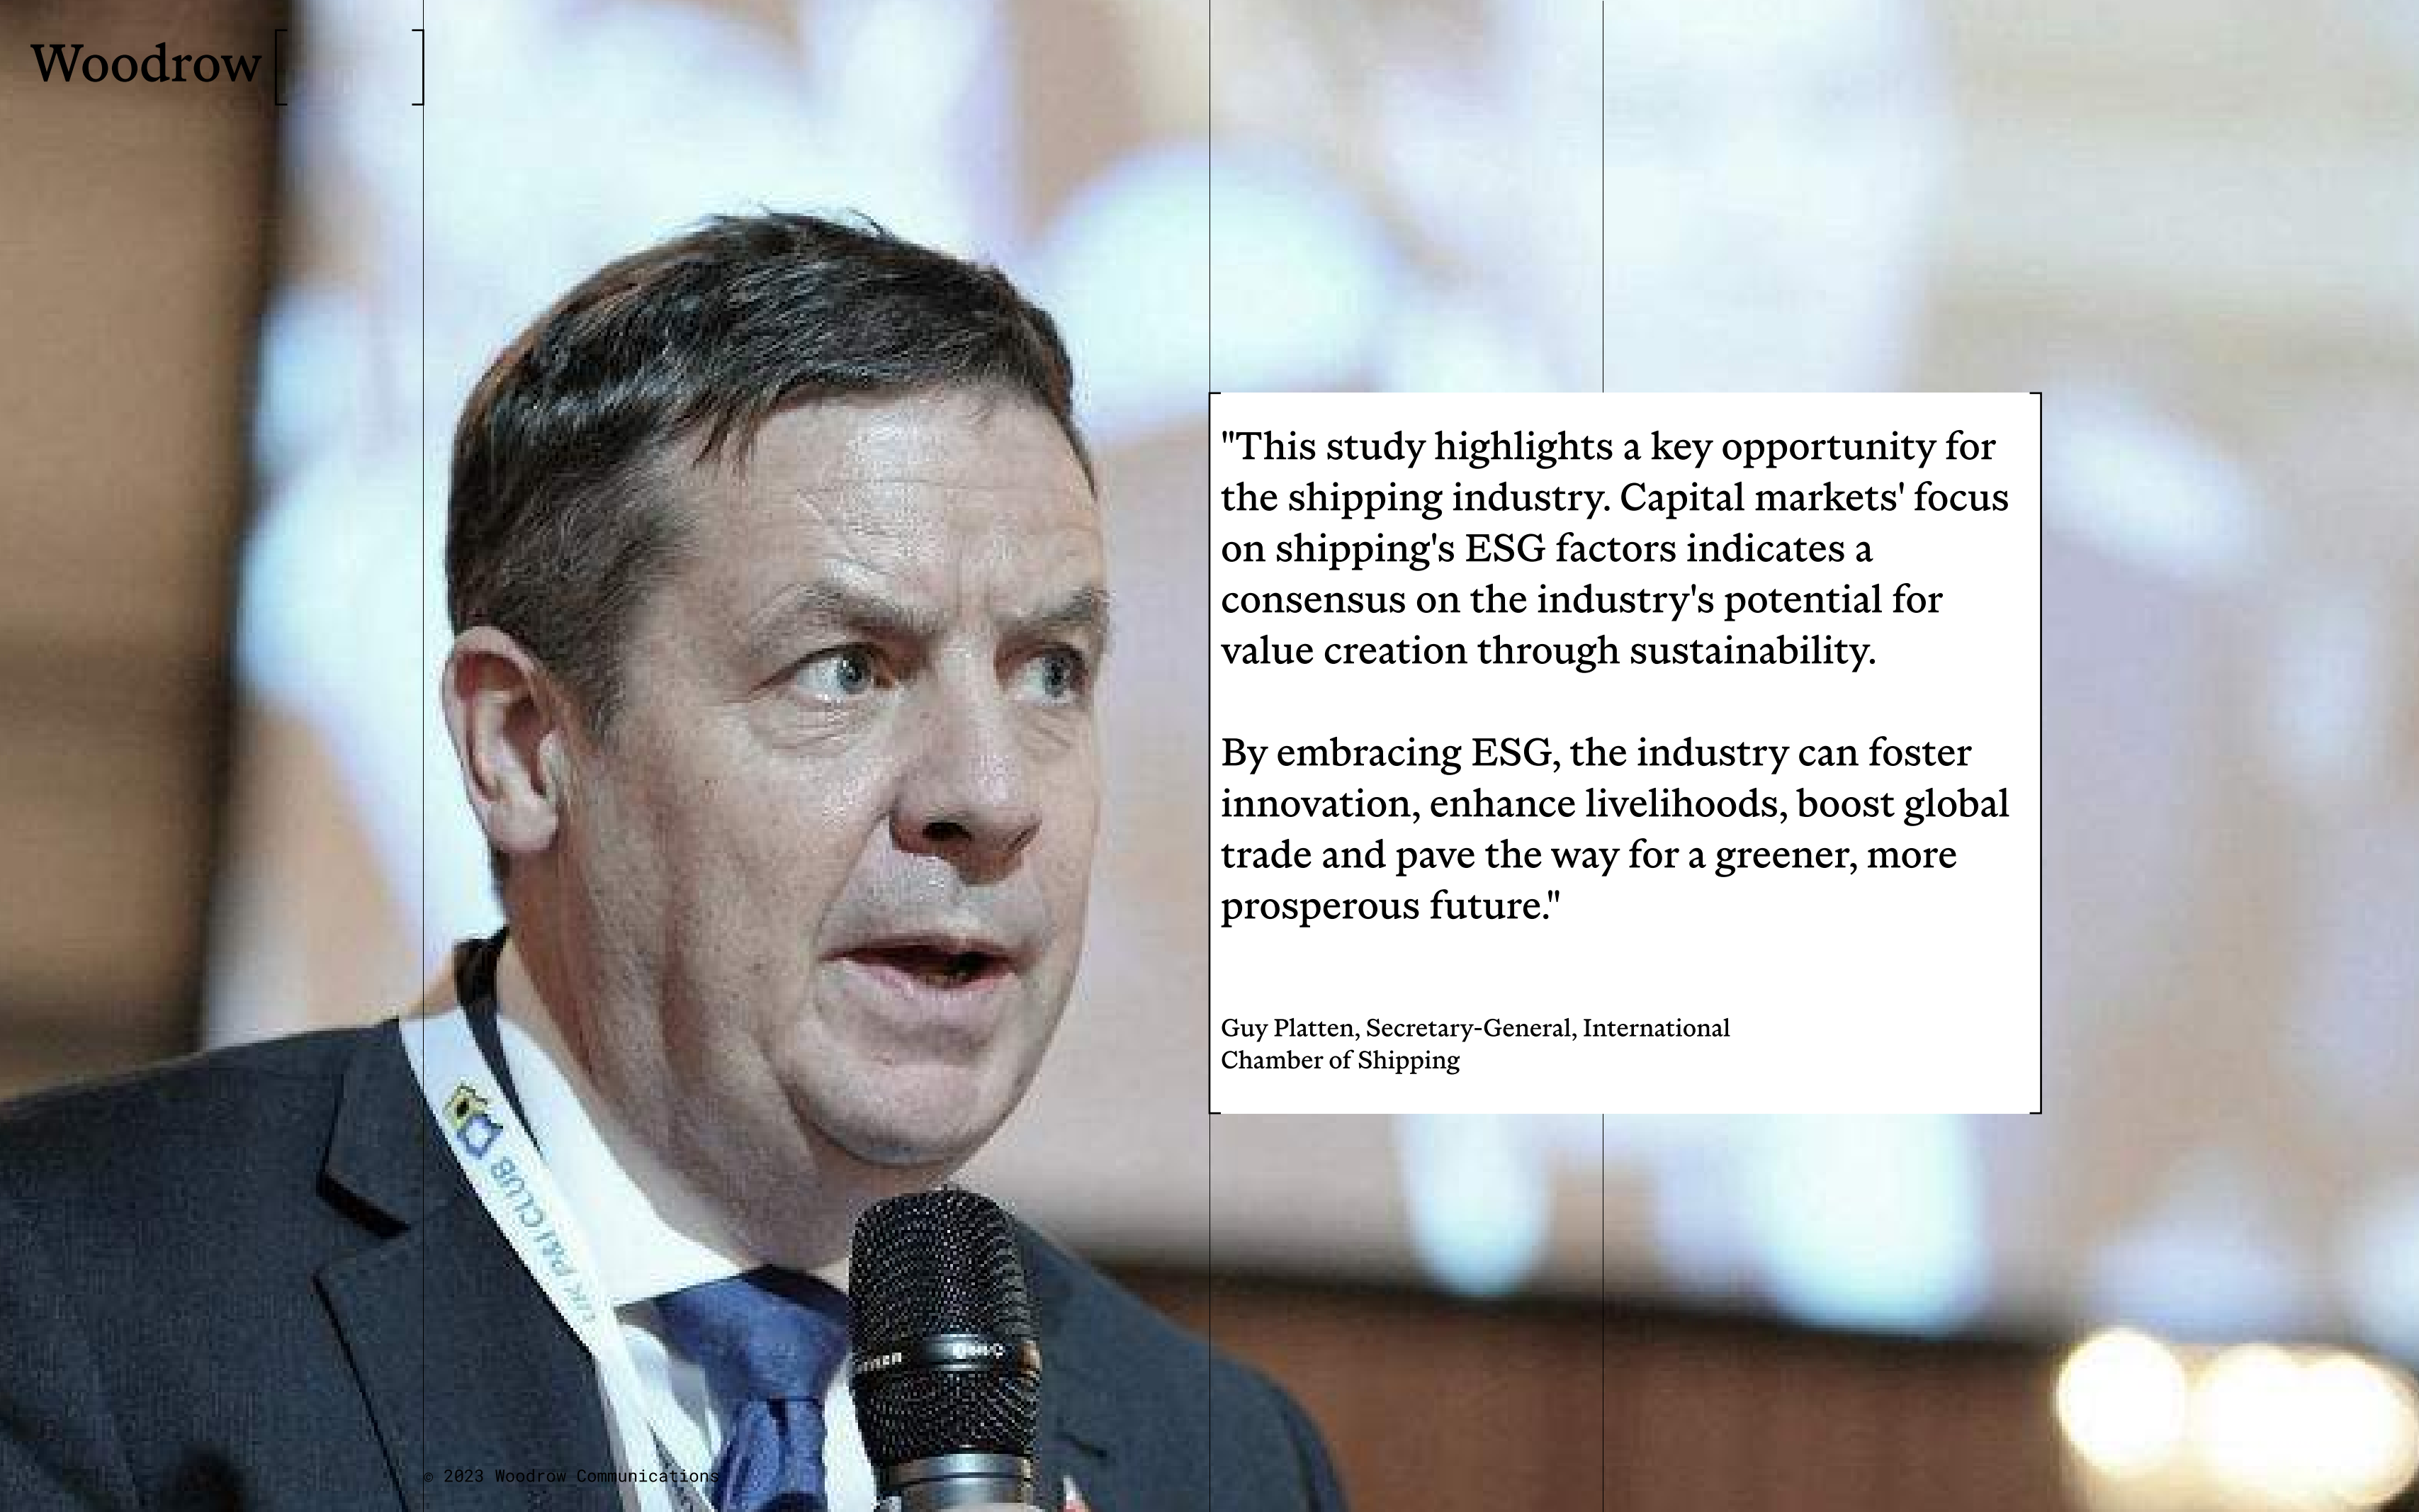 Woodrow [ ]
"This study highlights a key opportunity for
the shipping industry. Capital markets' focus
on shipping's ESG factors indicates a
consensus on the industry's potential for
value creation through sustainability.
By embracing ESG, the industry can foster
innovation, enhance livelihoods, boost global
trade and pave the way for a greener, more
prosperous future."
Guy Platten, Secretary-General, International
Chamber of Shipping
UK P&I CLUB
© 2023 Woodrow Communications